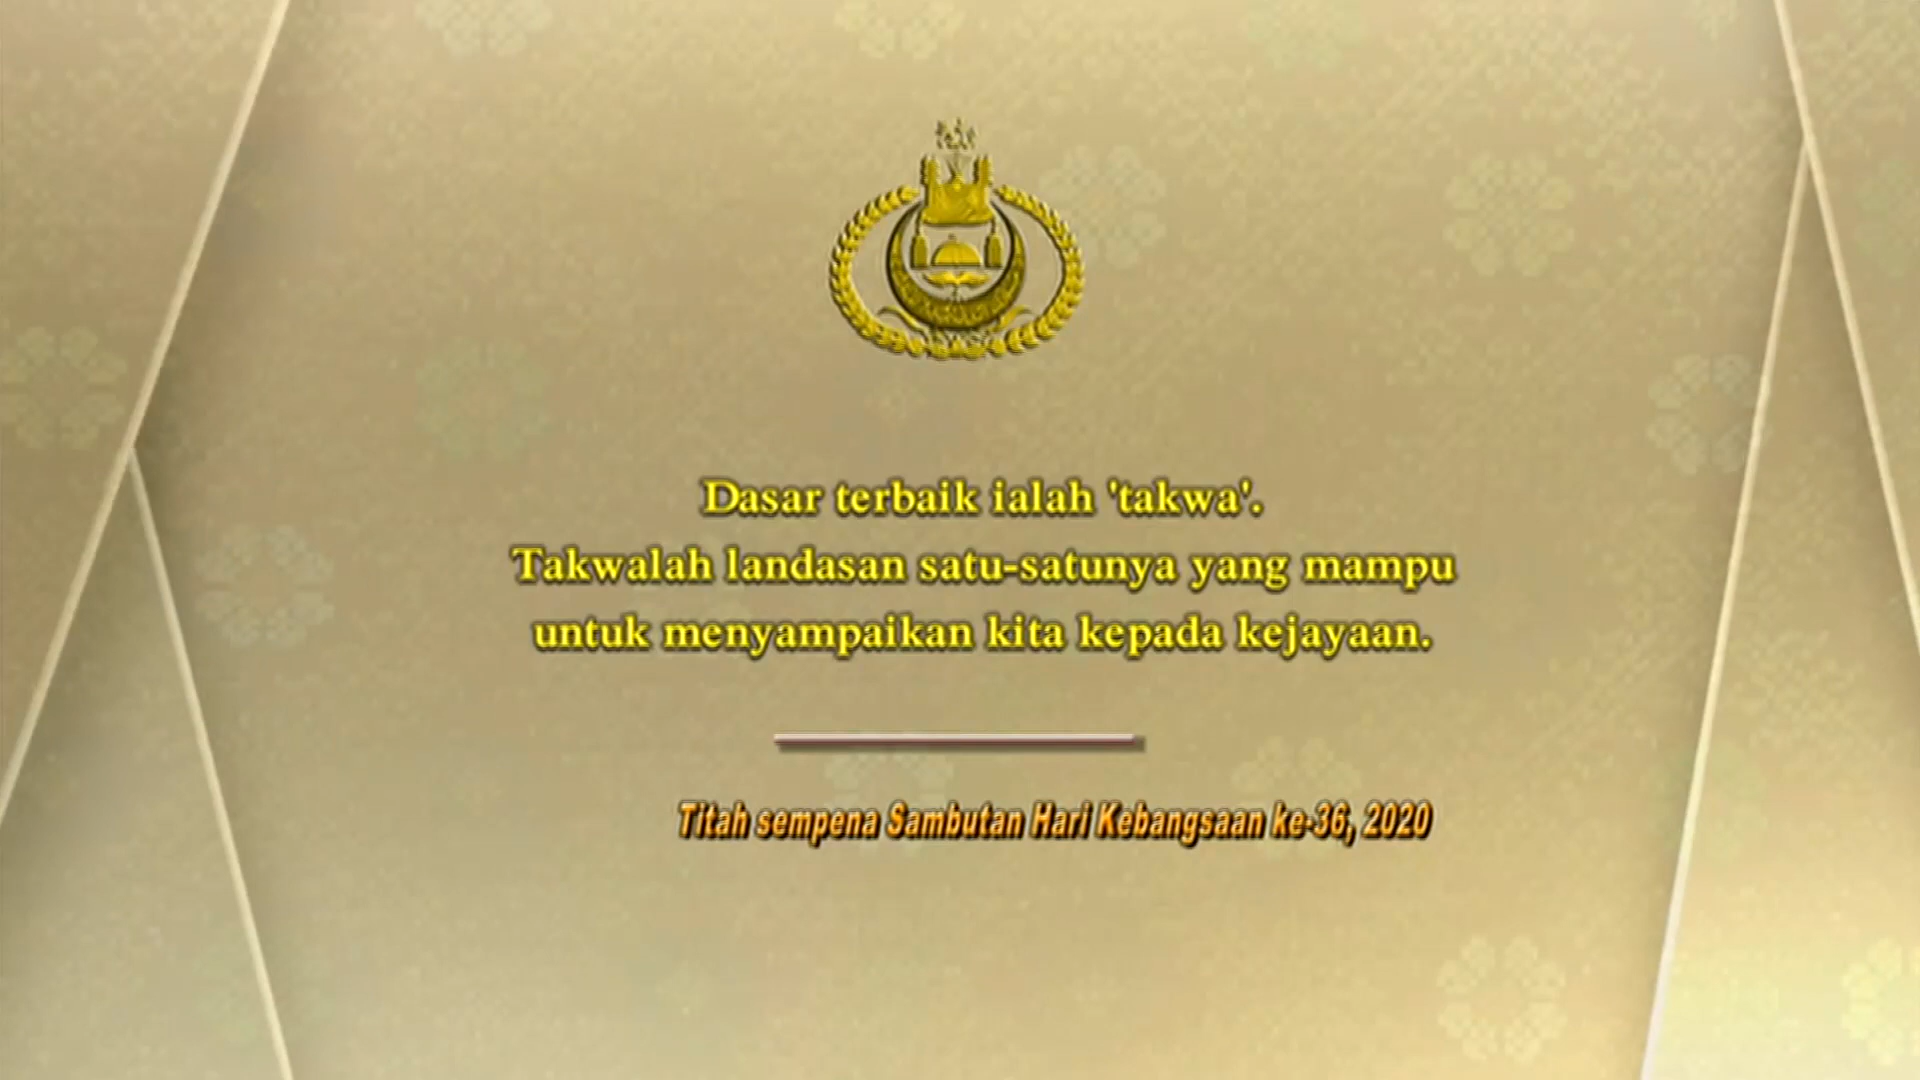 Dasar terbaik ialah 'takwa'.
Takwalah landasan satu-satunya yang mampu
untuk menyampaikan kita kepada kejayaan.
Titah sempena Sambutan Hari Kebangsaan ke-36, 2020